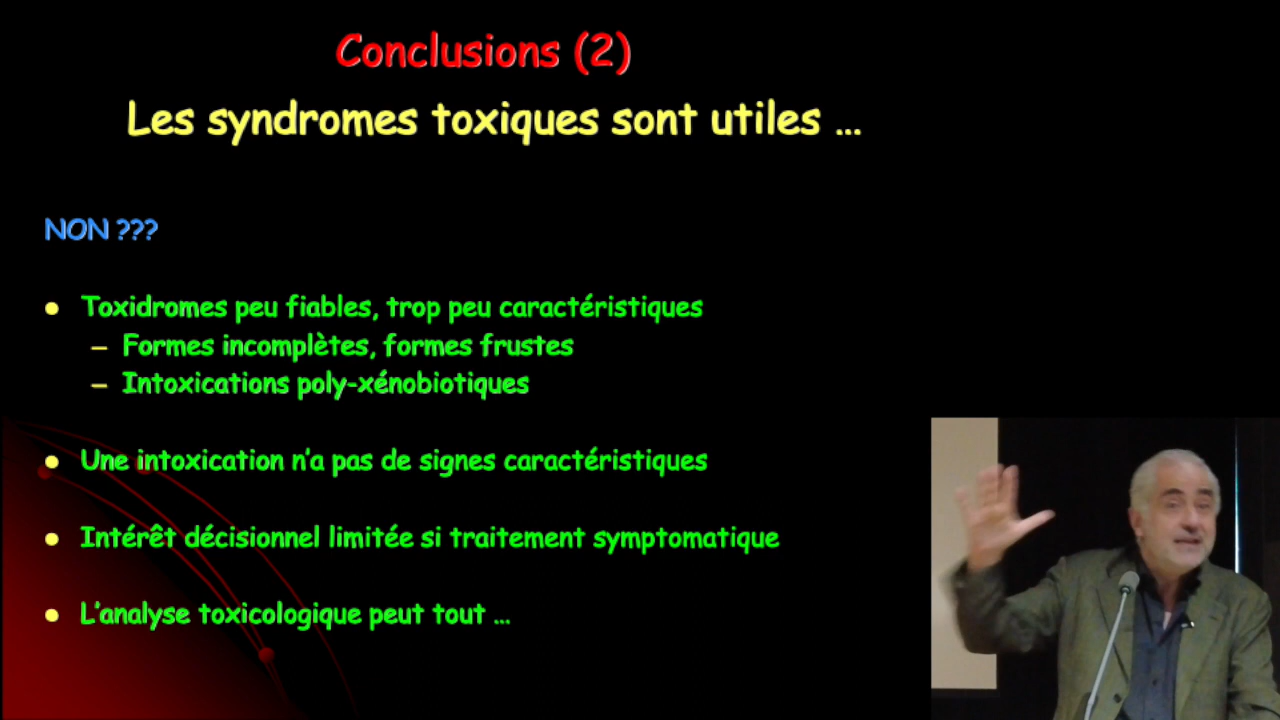 Conclusions (2)
Les syndromes toxiques sont utiles ...
NON ???
Toxidromes peu fiables, trop peu caractéristiques
– Formes incomplètes, formes frustes
– Intoxications poly-xénobiotiques
Une intoxication n'a pas de signes caractéristiques
Intérêt décisionnel limitée si traitement symptomatique
L'analyse toxicologique peut tout ...